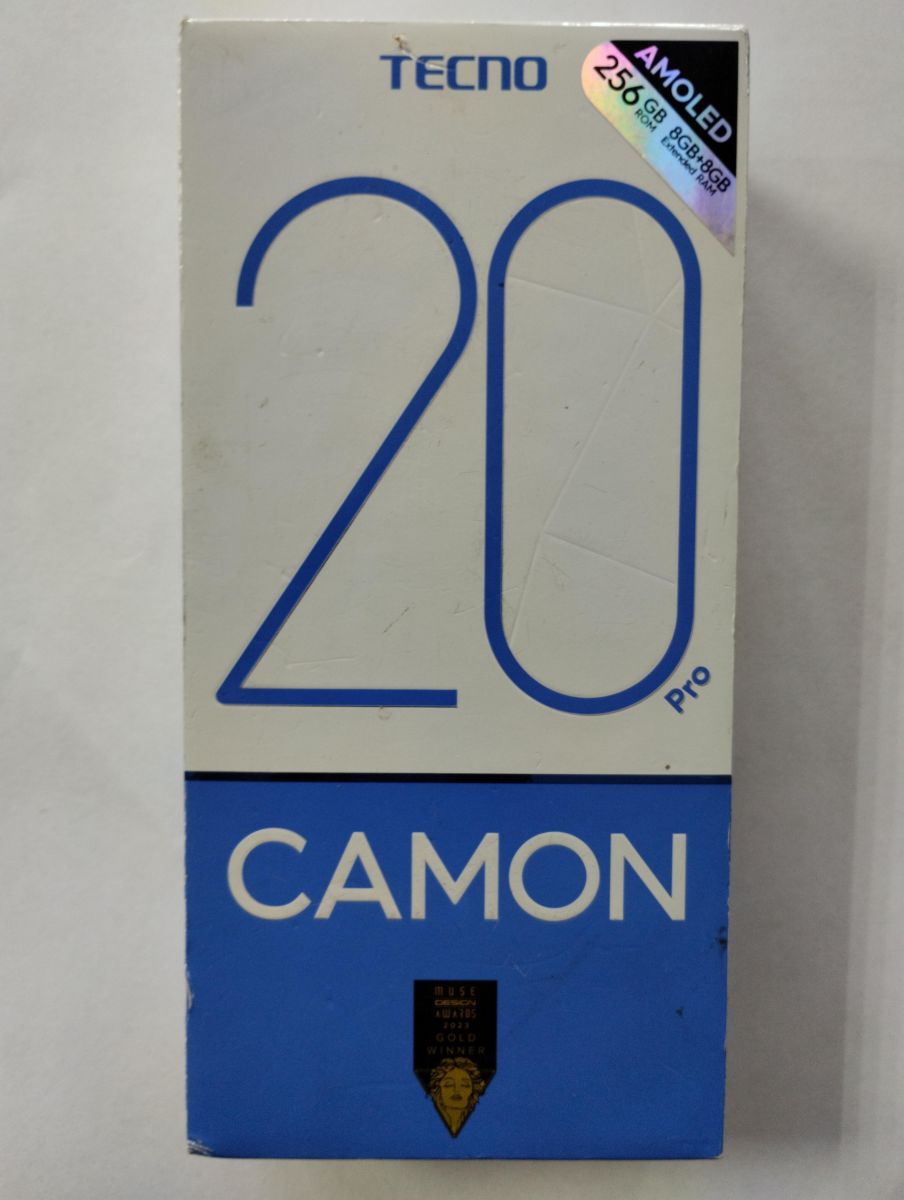 TECNO
AMOLED
256 GB ROM
8GB+8GB
Extended RAM
20
Pro
CAMON
MUSE
DESIGN
AWARDS
2023
GOLD
WINNER